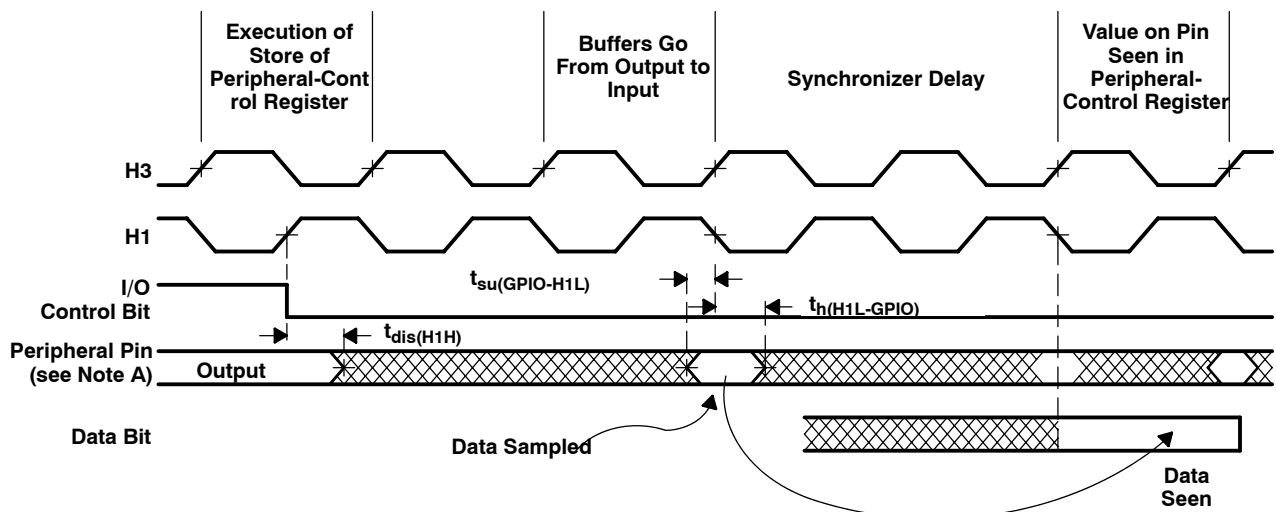 Execution of
Store of
Peripheral-Cont
rol Register
Buffers Go
From Output to
Input
Synchronizer Delay
Value on Pin
Seen in
Peripheral-
Control Register
H3
H1
I/O
Control Bit
tsu(GPIO-H1L)
th(H1L-GPIO)
tdis(H1H)
Peripheral Pin
(see Note A)
Output
Data Bit
Data Sampled
Data
Seen